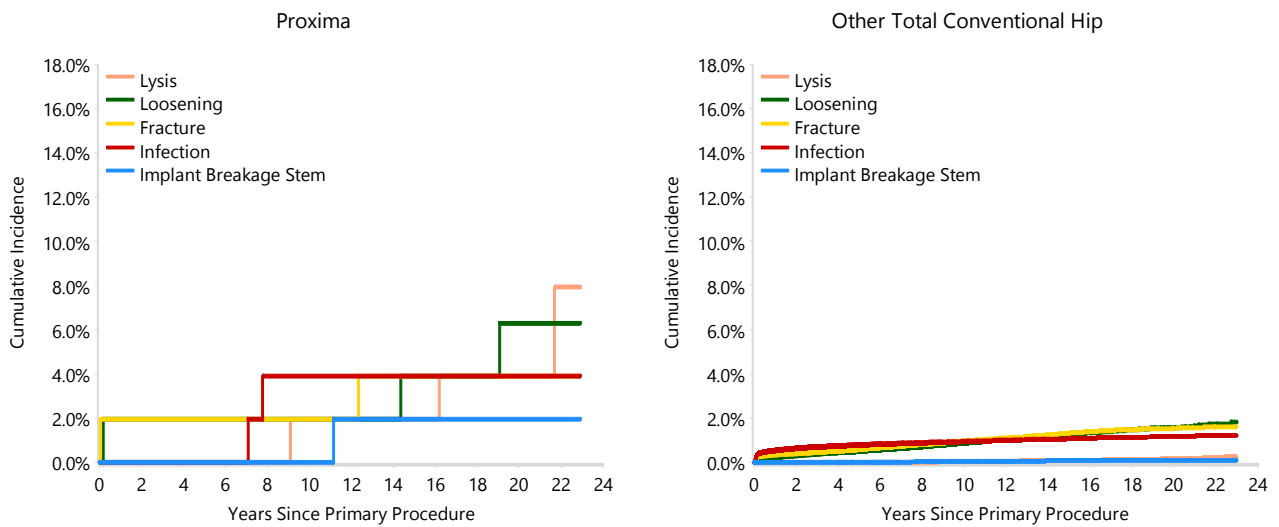 Proxima
18.0%
16.0%
14.0%
12.0%
10.0%
8.0%
6.0%
4.0%
2.0%
0.0%
Cumulative Incidence
Lysis
Loosening
Fracture
Infection
Implant Breakage Stem
0 2 4 6 8 10 12 14 16 18 20 22 24
Years Since Primary Procedure
Other Total Conventional Hip
18.0%
16.0%
14.0%
12.0%
10.0%
8.0%
6.0%
4.0%
2.0%
0.0%
Cumulative Incidence
Lysis
Loosening
Fracture
Infection
Implant Breakage Stem
0 2 4 6 8 10 12 14 16 18 20 22 24
Years Since Primary Procedure